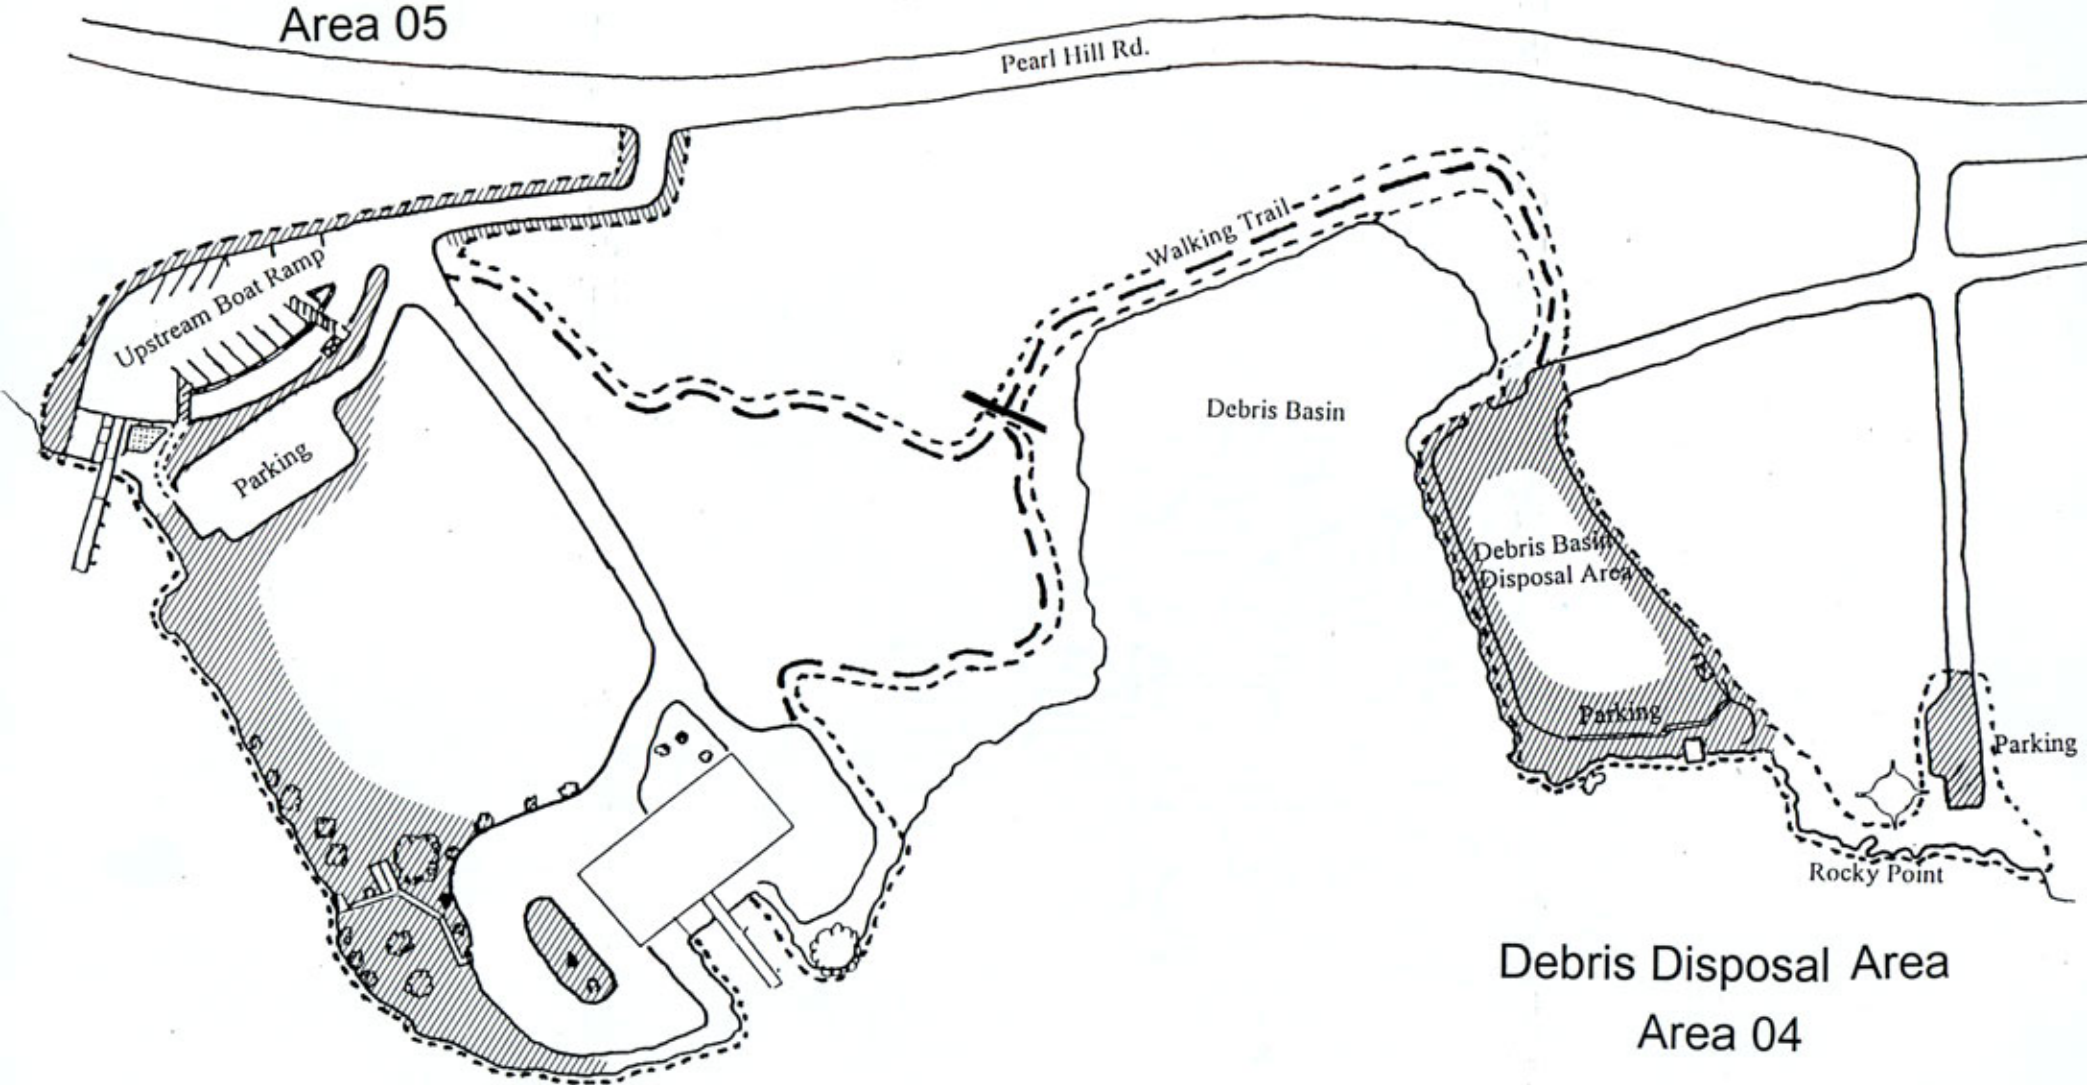 Area 05
Pearl Hill Rd.
Walking Trail
Upstream Boat Ramp
Parking
Debris Basin
Debris Basin
Disposal Area
Parking
Parking
Rocky Point
Debris Disposal Area
Area 04